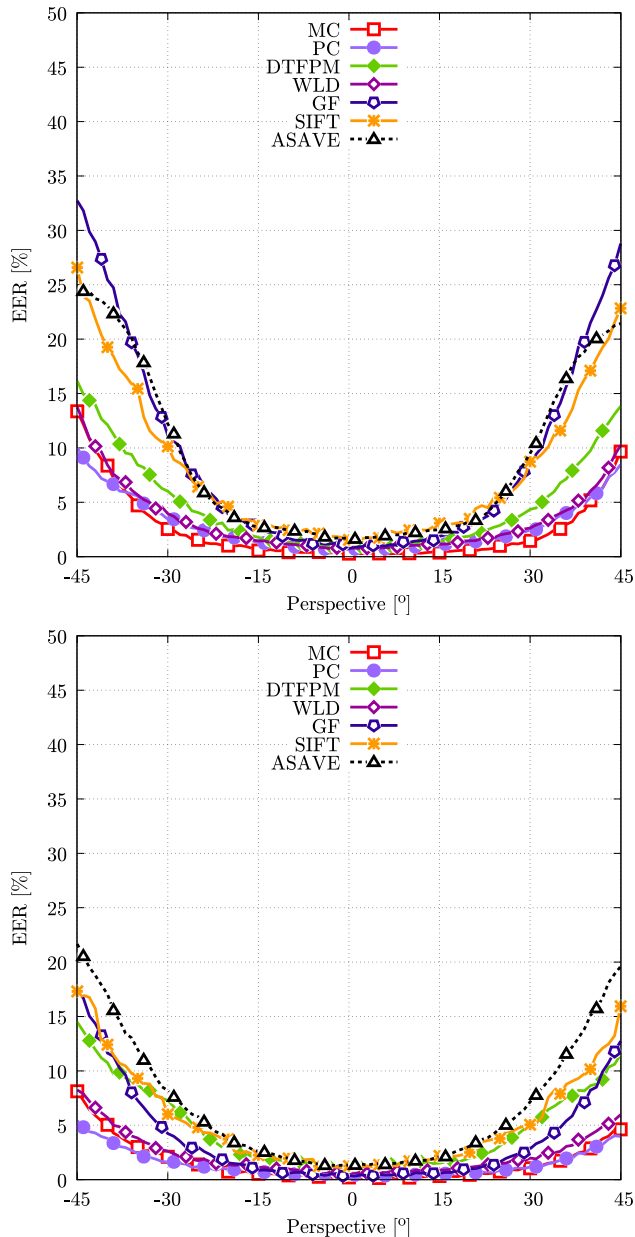 50
45
40
35
30
25
20
15
10
5
0
EER [%]
MC
PC
DTFPM
WLD
GF
SIFT
ASAVE
-45 -30 -15 0 15 30 45
Perspective [°]
50
45
40
35
30
25
20
15
10
5
0
EER [%]
MC
PC
DTFPM
WLD
GF
SIFT
ASAVE
-45 -30 -15 0 15 30 45
Perspective [°]